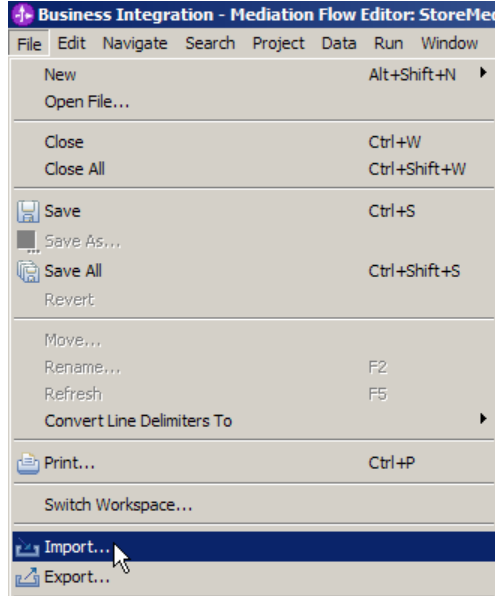 Business Integration - Mediation Flow Editor: StoreMed
File Edit Navigate Search Project Data Run Window
New Alt+Shift+N
Open File...
Close Ctrl+W
Close All Ctrl+Shift+W
Save Ctrl+S
Save As...
Save All Ctrl+Shift+S
Revert
Move...
Rename... F2
Refresh F5
Convert Line Delimiters To
Print... Ctrl+P
Switch Workspace...
Import...
Export...